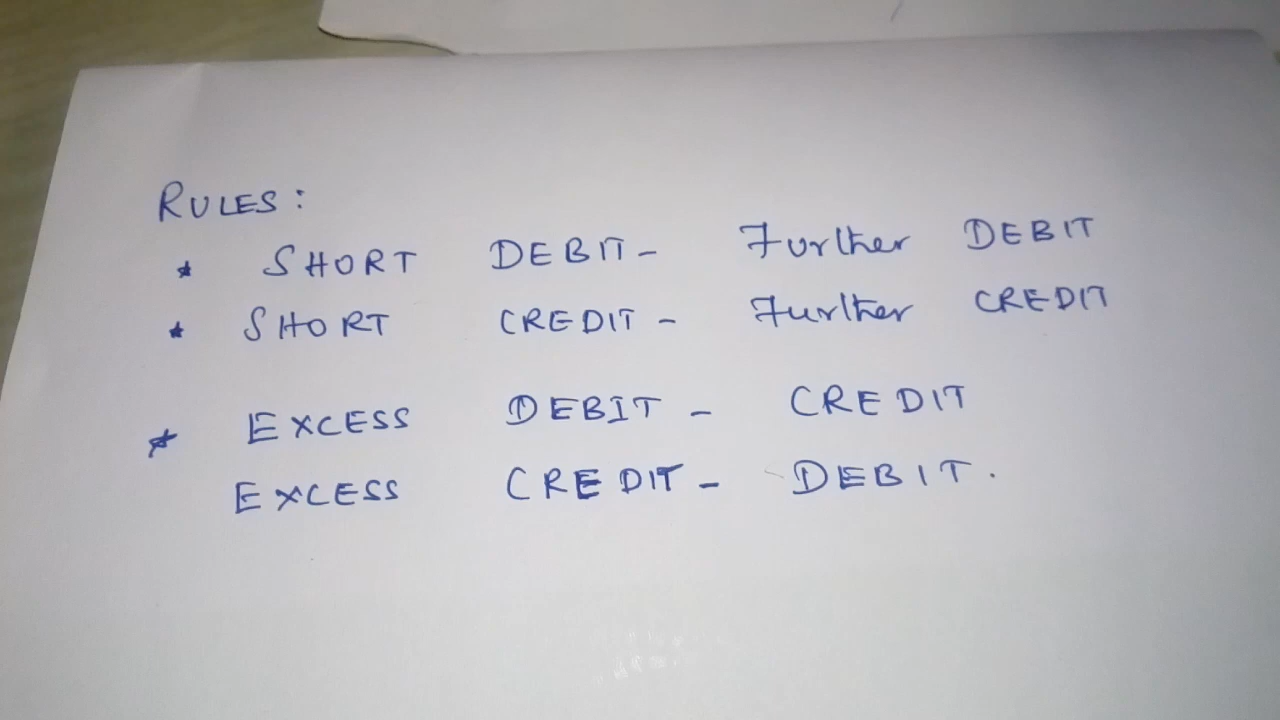 RULES:
* SHORT DEBIT - Further DEBIT
* SHORT CREDIT - Further CREDIT
* EXCESS DEBIT - CREDIT
EXCESS CREDIT - DEBIT.